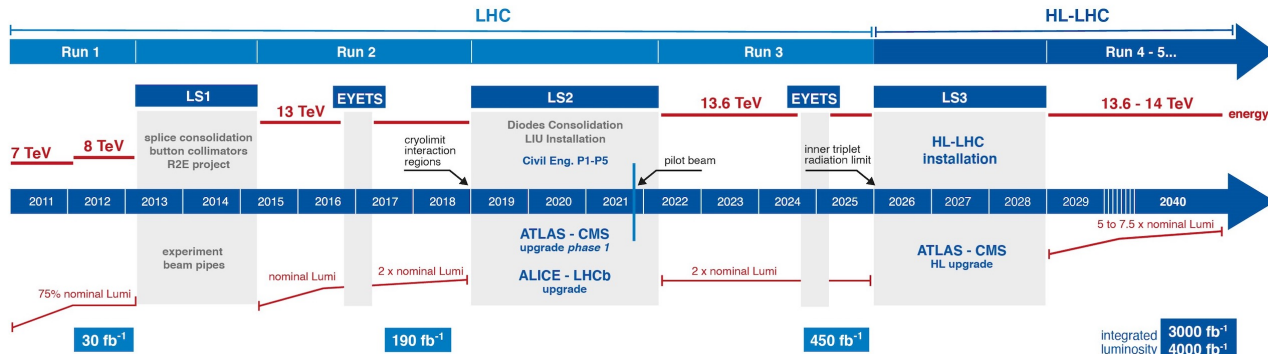 LHC
HL-LHC
Run 1
Run 2
Run 3
Run 4 - 5...
LS1
EYETS
LS2
EYETS
LS3
13 TeV
13.6 TeV
13.6 - 14 TeV
energy
7 TeV
8 TeV
splice consolidation
button collimators
R2E project
cryolimit
interaction
regions
Diodes Consolidation
LIU Installation
Civil Eng. P1-P5
pilot beam
inner triplet
radiation limit
HL-LHC
installation
2011
2012
2013
2014
2015
2016
2017
2018
2019
2020
2021
2022
2023
2024
2025
2026
2027
2028
2029
2040
experiment
beam pipes
75% nominal Lumi
nominal Lumi
2 x nominal Lumi
ATLAS - CMS
upgrade phase 1
ALICE - LHCb
upgrade
2 x nominal Lumi
ATLAS - CMS
HL upgrade
5 to 7.5 x nominal Lumi
30 fb⁻¹
190 fb⁻¹
450 fb⁻¹
integrated
luminosity
3000 fb⁻¹
4000 fb⁻¹